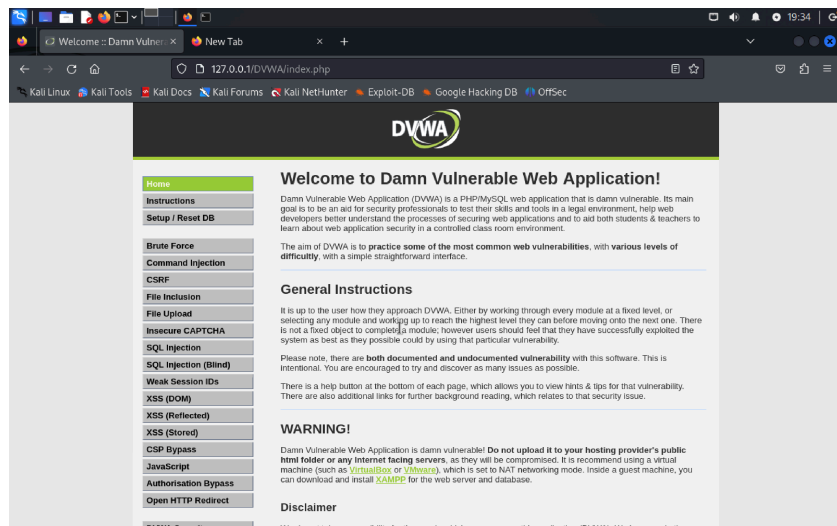 19:34
Welcome :: Damn Vulner
New Tab
127.0.0.1/DVWA/index.php
Kali Linux Kali Tools Kali Docs Kali Forums Kali NetHunter Exploit-DB Google Hacking DB OffSec
DVWA
Home
Instructions
Setup / Reset DB
Brute Force
Command Injection
CSRF
File Inclusion
File Upload
Insecure CAPTCHA
SQL Injection
SQL Injection (Blind)
Weak Session IDs
XSS (DOM)
XSS (Reflected)
XSS (Stored)
CSP Bypass
JavaScript
Authorisation Bypass
Open HTTP Redirect
Welcome to Damn Vulnerable Web Application!
Damn Vulnerable Web Application (DVWA) is a PHP/MySQL web application that is damn vulnerable. Its main
goal is to be an aid for security professionals to test their skills and tools in a legal environment, help web
developers better understand the processes of securing web applications and to aid both students & teachers to
learn about web application security in a controlled class room environment.
The aim of DVWA is to practice some of the most common web vulnerabilities, with various levels of
difficultly, with a simple straightforward interface.
General Instructions
It is up to the user how they approach DVWA. Either by working through every module at a fixed level, or
selecting any module and working up to reach the highest level they can before moving onto the next one. There
is not a fixed object to complete a module; however users should feel that they have successfully exploited the
system as best as they possible could by using that particular vulnerability.
Please note, there are both documented and undocumented vulnerability with this software. This is
intentional. You are encouraged to try and discover as many issues as possible.
There is a help button at the bottom of each page, which allows you to view hints & tips for that vulnerability.
There are also additional links for further background reading, which relates to that security issue.
WARNING!
Damn Vulnerable Web Application is damn vulnerable! Do not upload it to your hosting provider's public
html folder or any Internet facing servers, as they will be compromised. It is recommend using a virtual
machine (such as VirtualBox or VMware), which is set to NAT networking mode. Inside a guest machine, you
can download and install XAMPP for the web server and database.
Disclaimer